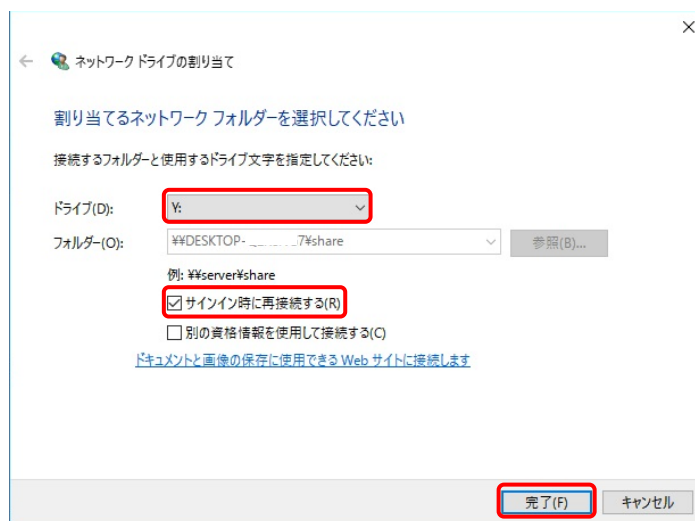 ネットワーク ドライブの割り当て
割り当てるネットワーク フォルダーを選択してください
接続するフォルダーと使用するドライブ文字を指定してください:
ドライブ(D): Y:
フォルダー(O): ¥¥DESKTOP- 7¥share 参照(B)...
例: ¥¥server¥share
サインイン時に再接続する(R)
別の資格情報を使用して接続する(C)
ドキュメントと画像の保存に使用できる Web サイトに接続します
完了(F) キャンセル